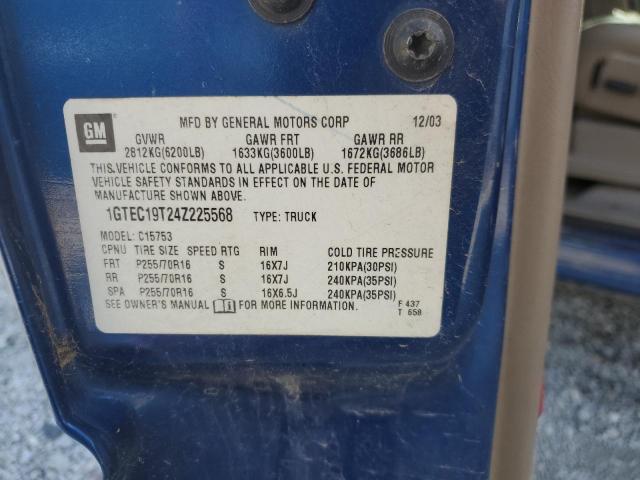 GM
MFD BY GENERAL MOTORS CORP 12/03
GVWR GAWR FRT GAWR RR
2812KG(6200LB) 1633KG(3600LB) 1672KG(3686LB)
THIS VEHICLE CONFORMS TO ALL APPLICABLE U.S. FEDERAL MOTOR
VEHICLE SAFETY STANDARDS IN EFFECT ON THE DATE OF
MANUFACTURE SHOWN ABOVE.
1GTEC19T24Z225568 TYPE: TRUCK
MODEL: C15753
CPNU TIRE SIZE SPEED RTG RIM COLD TIRE PRESSURE
FRT P255/70R16 S 16X7J 210KPA(30PSI)
RR P255/70R16 S 16X7J 240KPA(35PSI)
SPA P255/70R16 S 16X6.5J 240KPA(35PSI)
SEE OWNER'S MANUAL FOR MORE INFORMATION.
F 437
T 658